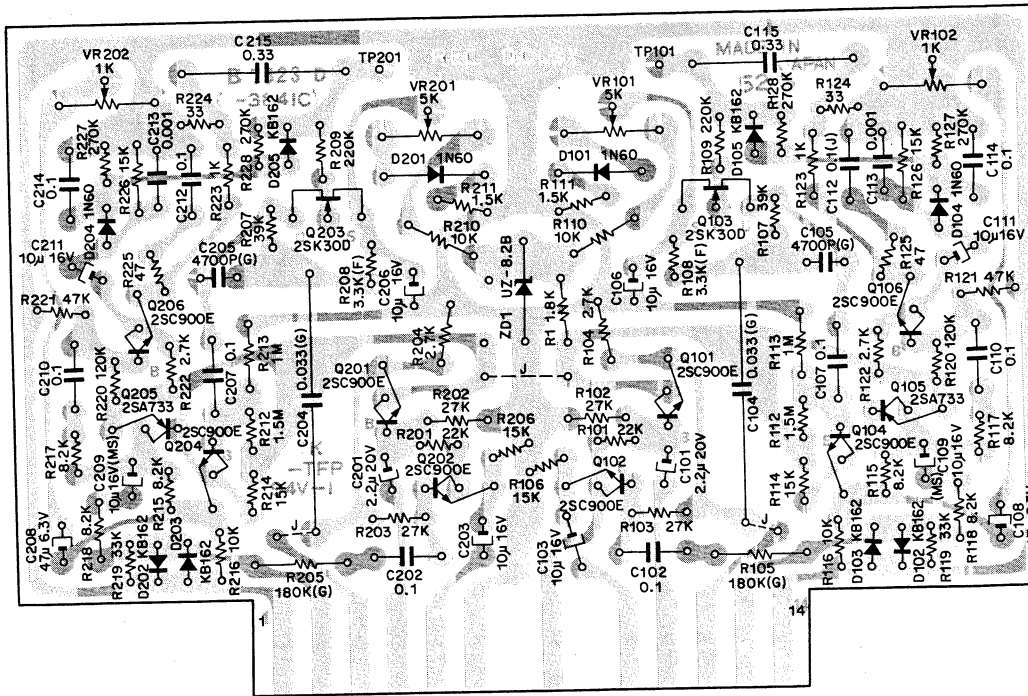 VR202
1K
C215
0.33
TP201
TP101
C115
0.33
VR102
1K
VR201
5K
VR101
5K
R224
33
R124
33
R227
270K
C213
0.001
R226 15K
C212
0.1
R223 1K
R228 270K
D205 KB162
R209
220K
D201 1N60
D101 1N60
R211
1.5K
R111
1.5K
R210
10K
R110
10K
R109 220K
D105 KB162
R128
270K
R123 1K
C112 0.1(J)
C113 0.001
R126 15K
R127
270K
D104 1N60
C114
0.1
C214
0.1
D204 1N60
C211
10µ16V
R225
47
C205
4700P(G)
R207
39K
Q203
2SK30D
R208
3.3K(F)
C206
10µ 16V
UZ-8.2B
ZD1
R1 1.8K
R104 2.7K
C106
10µ16V
R108
3.3K(F)
Q103
2SK30D
R107 39K
C105
4700P(G)
R125
47
C111
10µ16V
R121 47K
Q106
2SC900E
R221 47K
Q206
2SC900E
C210
0.1
R220 120K
R222 2.7K
C207 0.1
R213
1M
C204 0.033(G)
Q201
2SC900E
R204
2.7K
J
Q101
2SC900E
C104 0.033(G)
R113
1M
C107 0.1
R122 2.7K
R120 120K
C110
0.1
Q205
2SA733
Q105
2SA733
Q204
2SC900E
R212
1.5M
R202
27K
R201
22K
R206
15K
R102
27K
R101
22K
R112
1.5M
Q104
2SC900E
R117
8.2K
R217
8.2K
C209
10µ16V(MS)
R215 8.2K
R214
15K
C201
2.2µ 20V
Q202
2SC900E
R106
15K
Q102
2SC900E
C101
2.2µ 20V
R114
15K
R115
8.2K
(MS)C109
10µ16V
C208
47µ 6.3V
R218 8.2K
R219 33K
D202 KB162
D203
KB162
R216 10K
J
R203
27K
C203
10µ 16V
C103
10µ 16V
R103
27K
J
R116 10K
D103 KB162
D102 KB162
R119 33K
R118 8.2K
C108
R205
180K(G)
C202
0.1
C102
0.1
R105
180K(G)
1
14